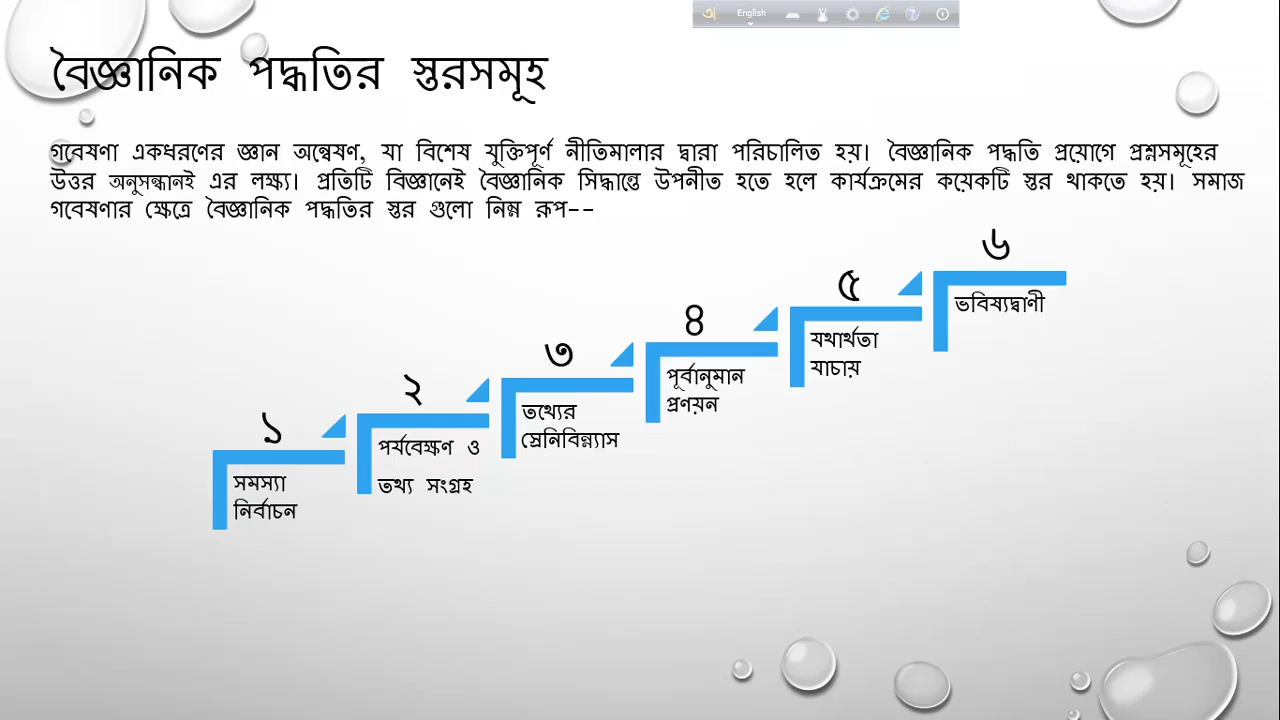 English
বৈজ্ঞানিক পদ্ধতির স্তরসমূহ
গবেষণা একধরণের জ্ঞান অন্বেষণ, যা বিশেষ যুক্তিপূর্ণ নীতিমালার দ্বারা পরিচালিত হয়। বৈজ্ঞানিক পদ্ধতি প্রয়োগে প্রশ্নসমূহের
উত্তর অনুসন্ধানই এর লক্ষ্য। প্রতিটি বিজ্ঞানেই বৈজ্ঞানিক সিদ্ধান্তে উপনীত হতে হলে কার্যক্রমের কয়েকটি স্তর থাকতে হয়। সমাজ
গবেষণার ক্ষেত্রে বৈজ্ঞানিক পদ্ধতির স্তর গুলো নিম্ন রূপ--
১
সমস্যা
নির্বাচন
২
পর্যবেক্ষণ ও
তথ্য সংগ্রহ
৩
তথ্যের
স্রেনিবিন্ন্যাস
৪
পূর্বানুমান
প্রণয়ন
৫
যথার্থতা
যাচায়
৬
ভবিষ্যদ্বাণী